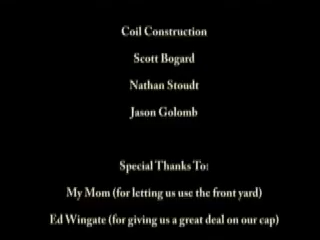 Coil Construction
Scott Bogard
Nathan Stoudt
Jason Golomb
Special Thanks To:
My Mom (for letting us use the front yard)
Ed Wingate (for giving us a great deal on our cap)